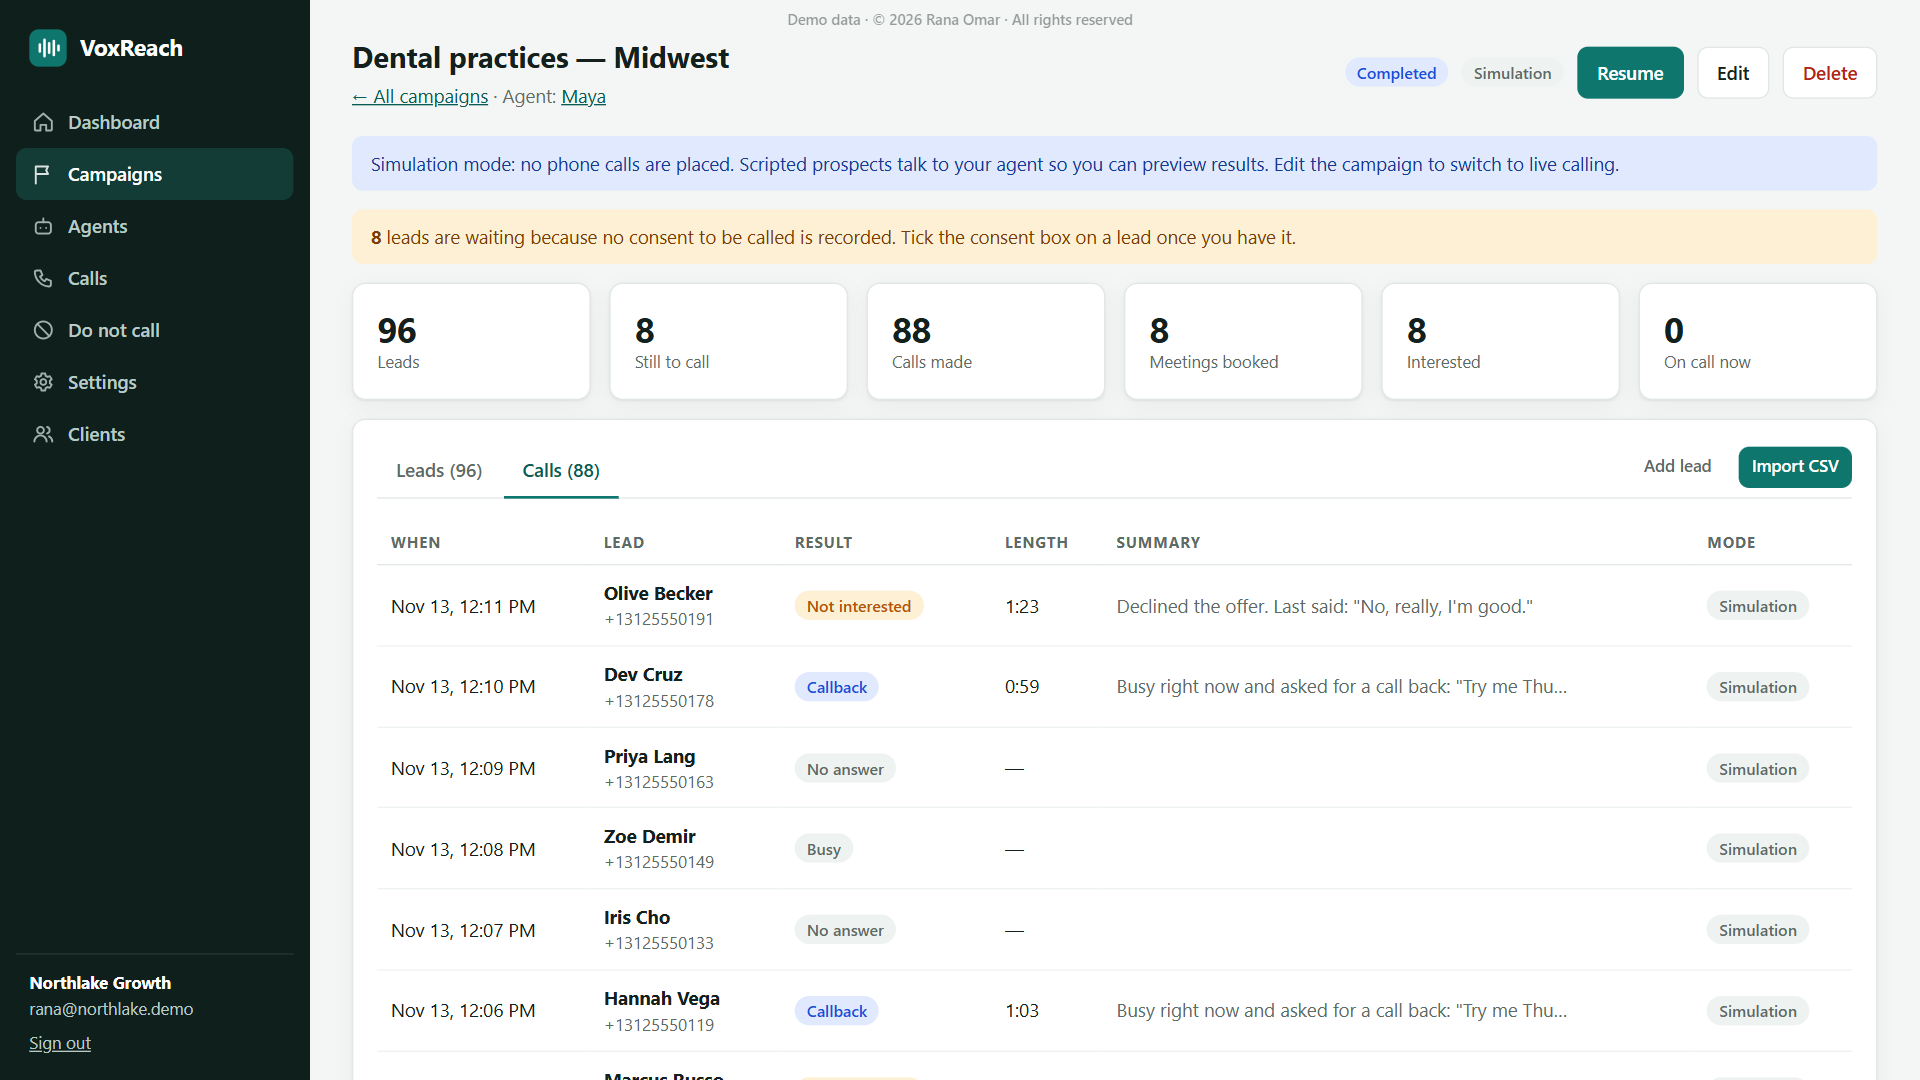 Demo data · © 2026 Rana Omar · All rights reserved
VoxReach
Dashboard
Campaigns
Agents
Calls
Do not call
Settings
Clients
Northlake Growth
rana@northlake.demo
Sign out
Dental practices — Midwest
← All campaigns · Agent: Maya
Completed
Simulation
Resume
Edit
Delete
Simulation mode: no phone calls are placed. Scripted prospects talk to your agent so you can preview results. Edit the campaign to switch to live calling.
8 leads are waiting because no consent to be called is recorded. Tick the consent box on a lead once you have it.
96
Leads
8
Still to call
88
Calls made
8
Meetings booked
8
Interested
0
On call now
Leads (96)
Calls (88)
Add lead
Import CSV
WHEN LEAD RESULT LENGTH SUMMARY MODE
Nov 13, 12:11 PM
Olive Becker
+13125550191
Not interested
1:23
Declined the offer. Last said: "No, really, I'm good."
Simulation
Nov 13, 12:10 PM
Dev Cruz
+13125550178
Callback
0:59
Busy right now and asked for a call back: "Try me Thu...
Simulation
Nov 13, 12:09 PM
Priya Lang
+13125550163
No answer
—
Simulation
Nov 13, 12:08 PM
Zoe Demir
+13125550149
Busy
—
Simulation
Nov 13, 12:07 PM
Iris Cho
+13125550133
No answer
—
Simulation
Nov 13, 12:06 PM
Hannah Vega
+13125550119
Callback
1:03
Busy right now and asked for a call back: "Try me Thu...
Simulation